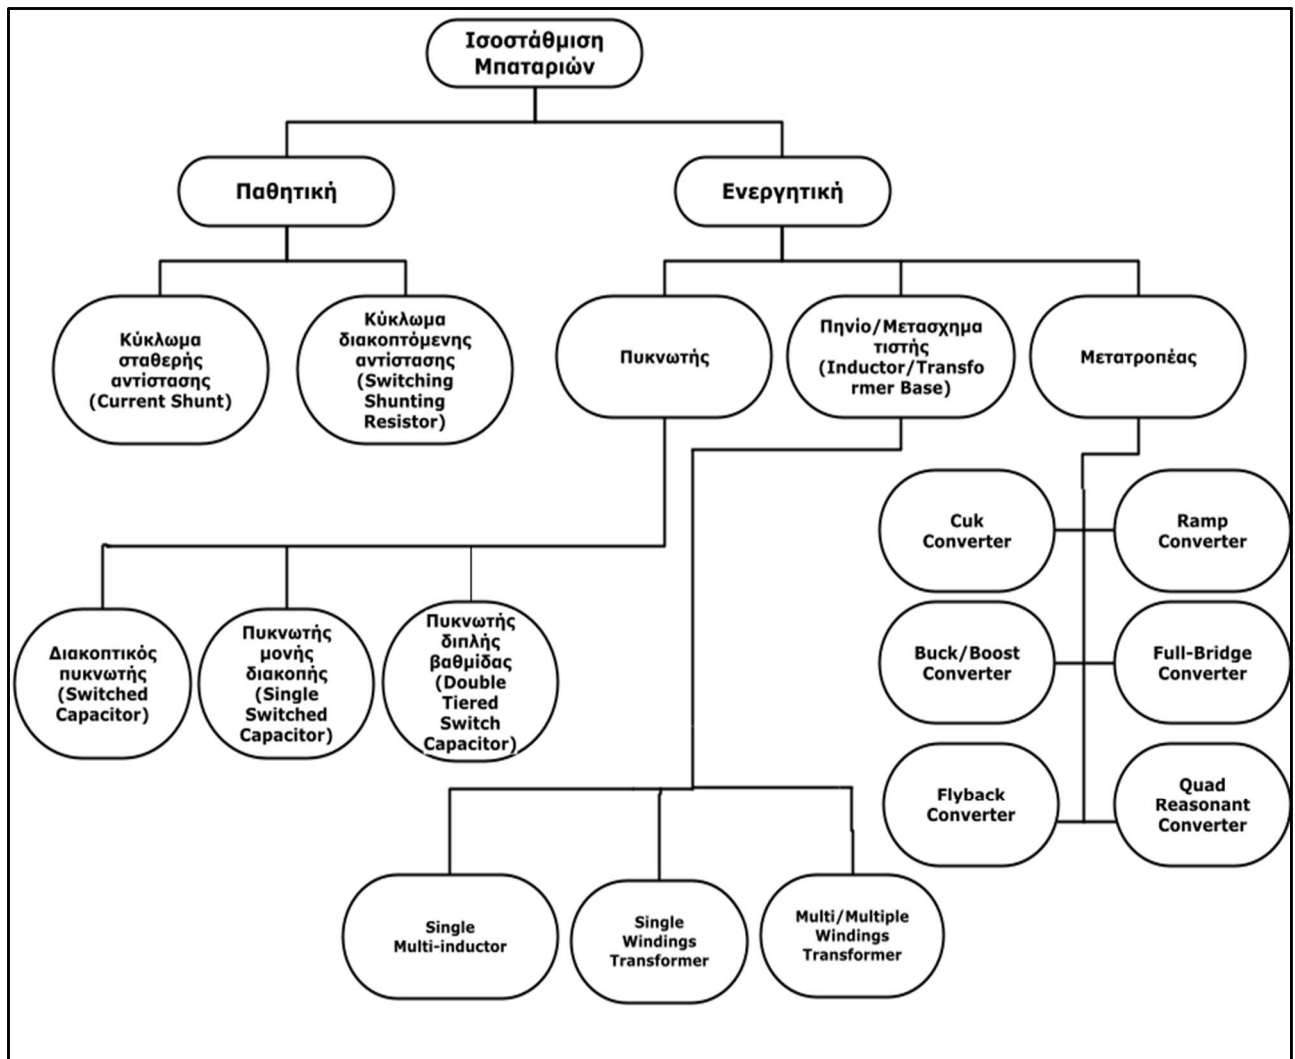 Ισοστάθμιση
Μπαταριών
Παθητική
Ενεργητική
Κύκλωμα
σταθερής
αντίστασης
(Current Shunt)
Κύκλωμα
διακοπτόμενης
αντίστασης
(Switching
Shunting
Resistor)
Πυκνωτής
Πηνίο/Μετασχημα
τιστής
(Inductor/Transfo
rmer Base)
Μετατροπέας
Cuk
Converter
Ramp
Converter
Buck/Boost
Converter
Full-Bridge
Converter
Flyback
Converter
Quad
Reasonant
Converter
Διακοπτικός
πυκνωτής
(Switched
Capacitor)
Πυκνωτής
μονής
διακοπής
(Single
Switched
Capacitor)
Πυκνωτής
διπλής
βαθμίδας
(Double
Tiered
Switch
Capacitor)
Single
Multi-inductor
Single
Windings
Transformer
Multi/Multiple
Windings
Transformer